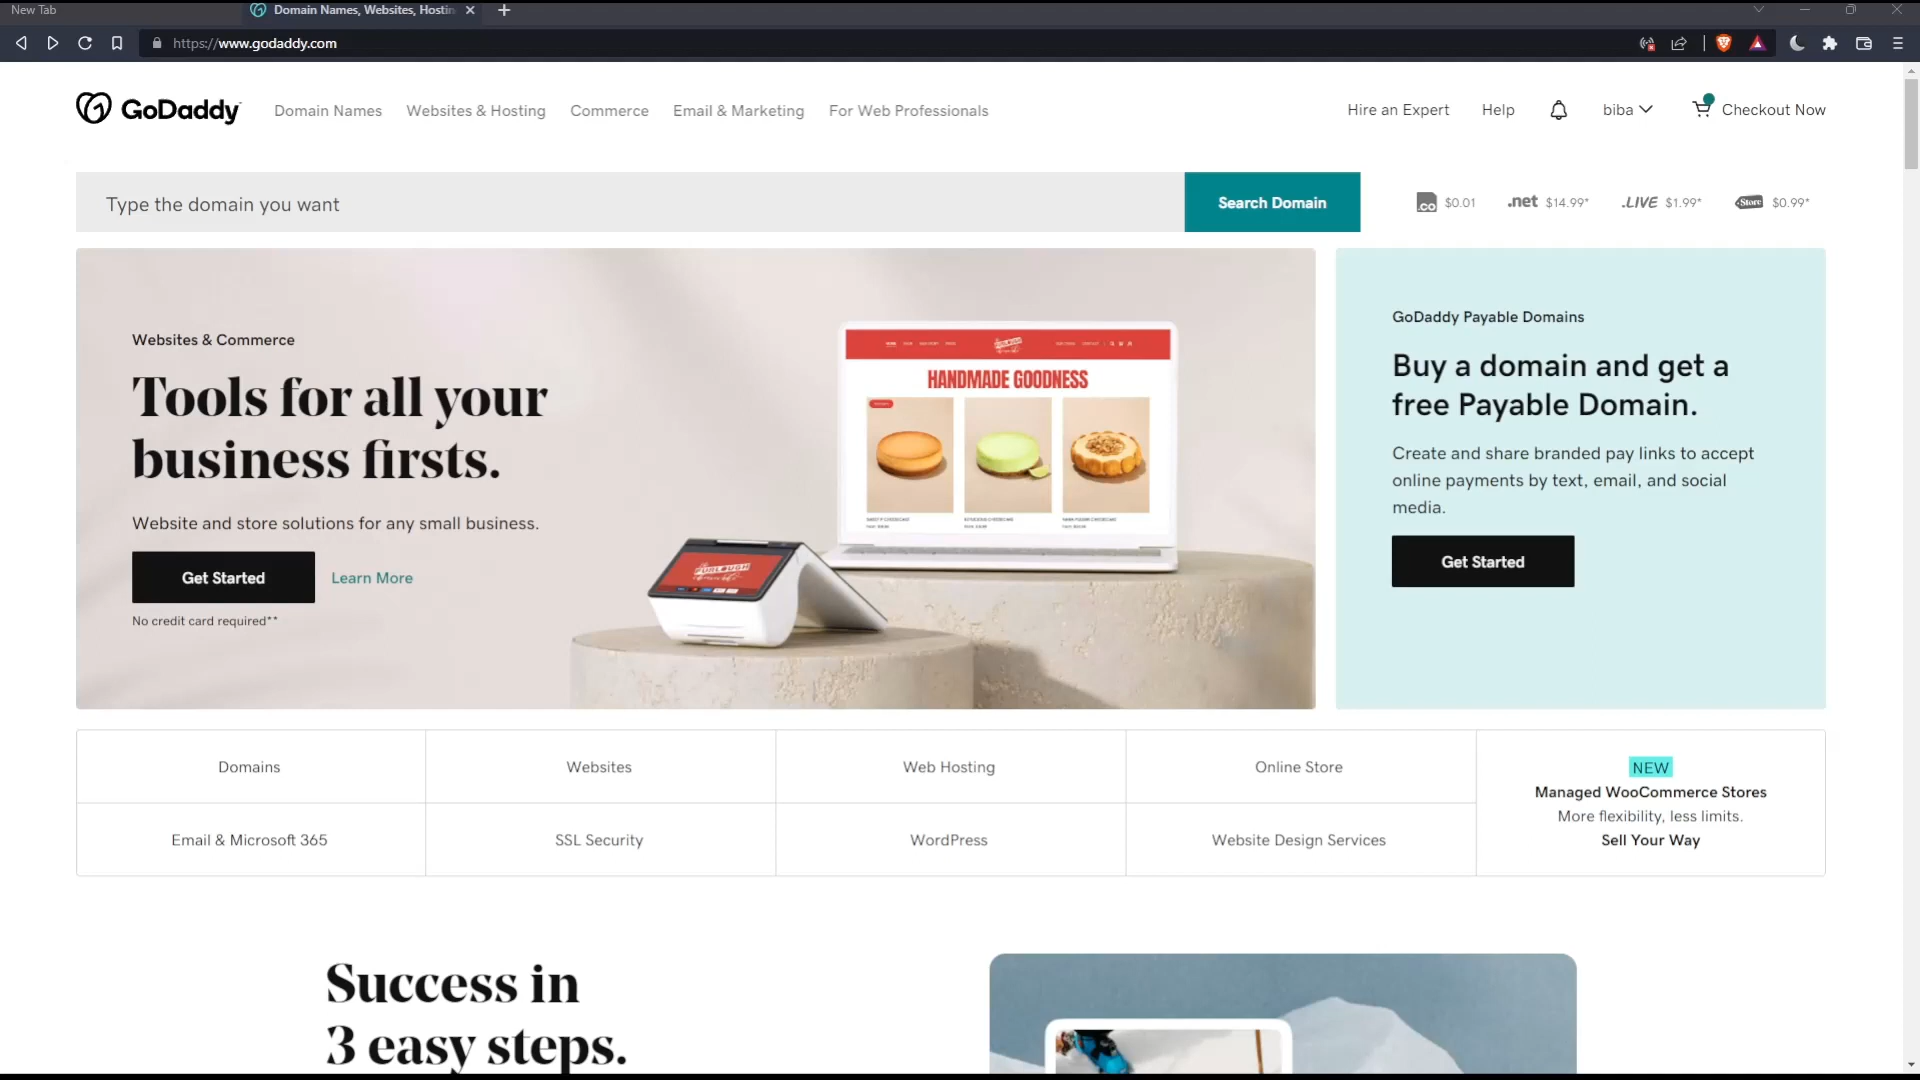 New Tab
Domain Names, Websites, Hostin
https://www.godaddy.com
GoDaddy
Domain Names
Websites & Hosting
Commerce
Email & Marketing
For Web Professionals
Hire an Expert
Help
biba
Checkout Now
Type the domain you want
Search Domain
.co $0.01
.net $14.99*
.LIVE $1.99*
Store $0.99*
Websites & Commerce
Tools for all your
business firsts.
Website and store solutions for any small business.
Get Started
Learn More
No credit card required**
HANDMADE GOODNESS
GoDaddy Payable Domains
Buy a domain and get a
free Payable Domain.
Create and share branded pay links to accept
online payments by text, email, and social
media.
Get Started
Domains
Websites
Web Hosting
Online Store
Email & Microsoft 365
SSL Security
WordPress
Website Design Services
NEW
Managed WooCommerce Stores
More flexibility, less limits.
Sell Your Way
Success in
3 easy steps.